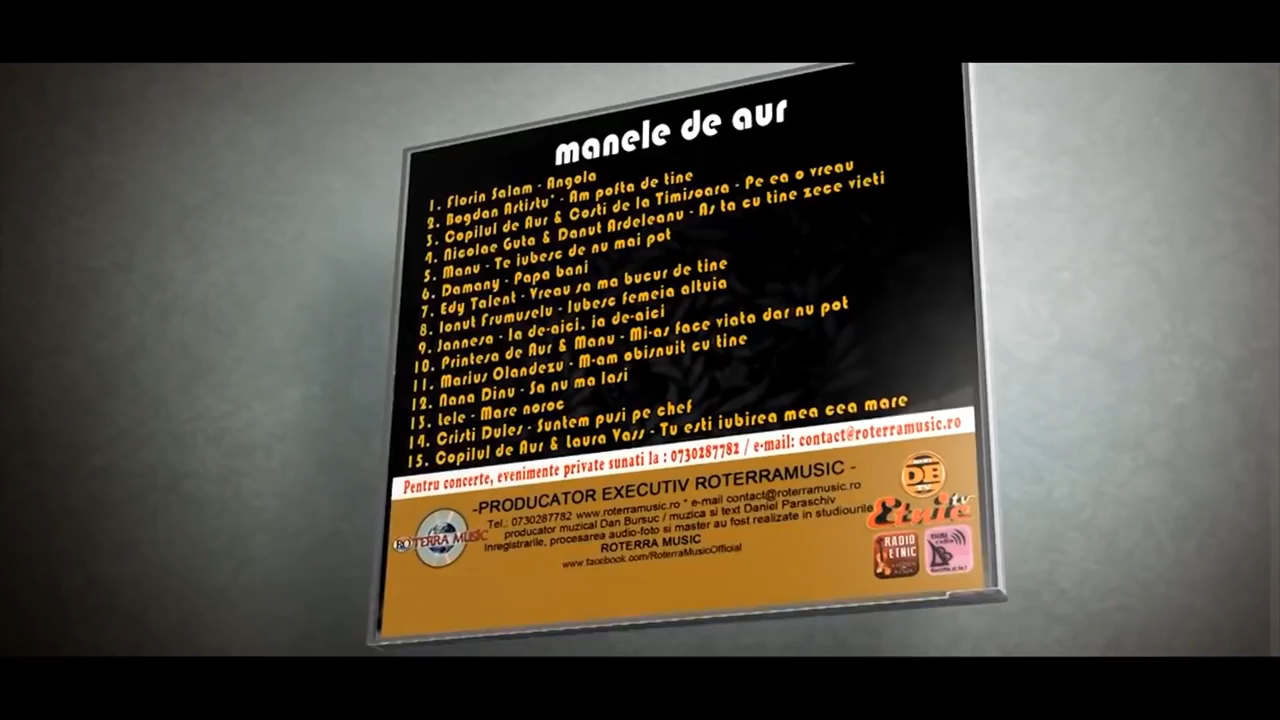 manele de aur
1. Florin Salam - Angola
2. Bogdan Artistu' - Am pofta de tine
3. Copilul de Aur & Costi de la Timisoara - Pe ea o vreau
4. Nicolae Guta & Danut Ardeleanu - As ta cu tine zece vieti
5. Manu - Te iubesc de nu mai pot
6. Damany - Papa bani
7. Edy Talent - Vreau sa ma bucur de tine
8. Ionut Frumuselu - Iubesc femeia altuia
9. Jannesa - Ia de-aici, ia de-aici
10. Printesa de Aur & Manu - Mi-as face viata dar nu pot
11. Marius Olandezu - M-am obisnuit cu tine
12. Nana Dinu - Sa nu ma lasi
13. Lele - Mare noroc
14. Cristi Dules - Suntem pusi pe chef
15. Copilul de Aur & Laura Vass - Tu esti iubirea mea cea mare
Pentru concerte, evenimente private sunati la : 0730287782 / e-mail: contact@roterramusic.ro
-PRODUCATOR EXECUTIV ROTERRAMUSIC -
Tel.: 0730287782 www.roterramusic.ro * e-mail contact@roterramusic.ro
producator muzical Dan Bursuc / muzica si text Daniel Paraschiv
Inregistrarile, procesarea audio-foto si master au fost realizate in studiourile
ROTERRA MUSIC
www.facebook.com/RoterraMusicOfficial
ROTERRA MUSIC
DB
TV
Etnic tv
RADIO
ETNIC